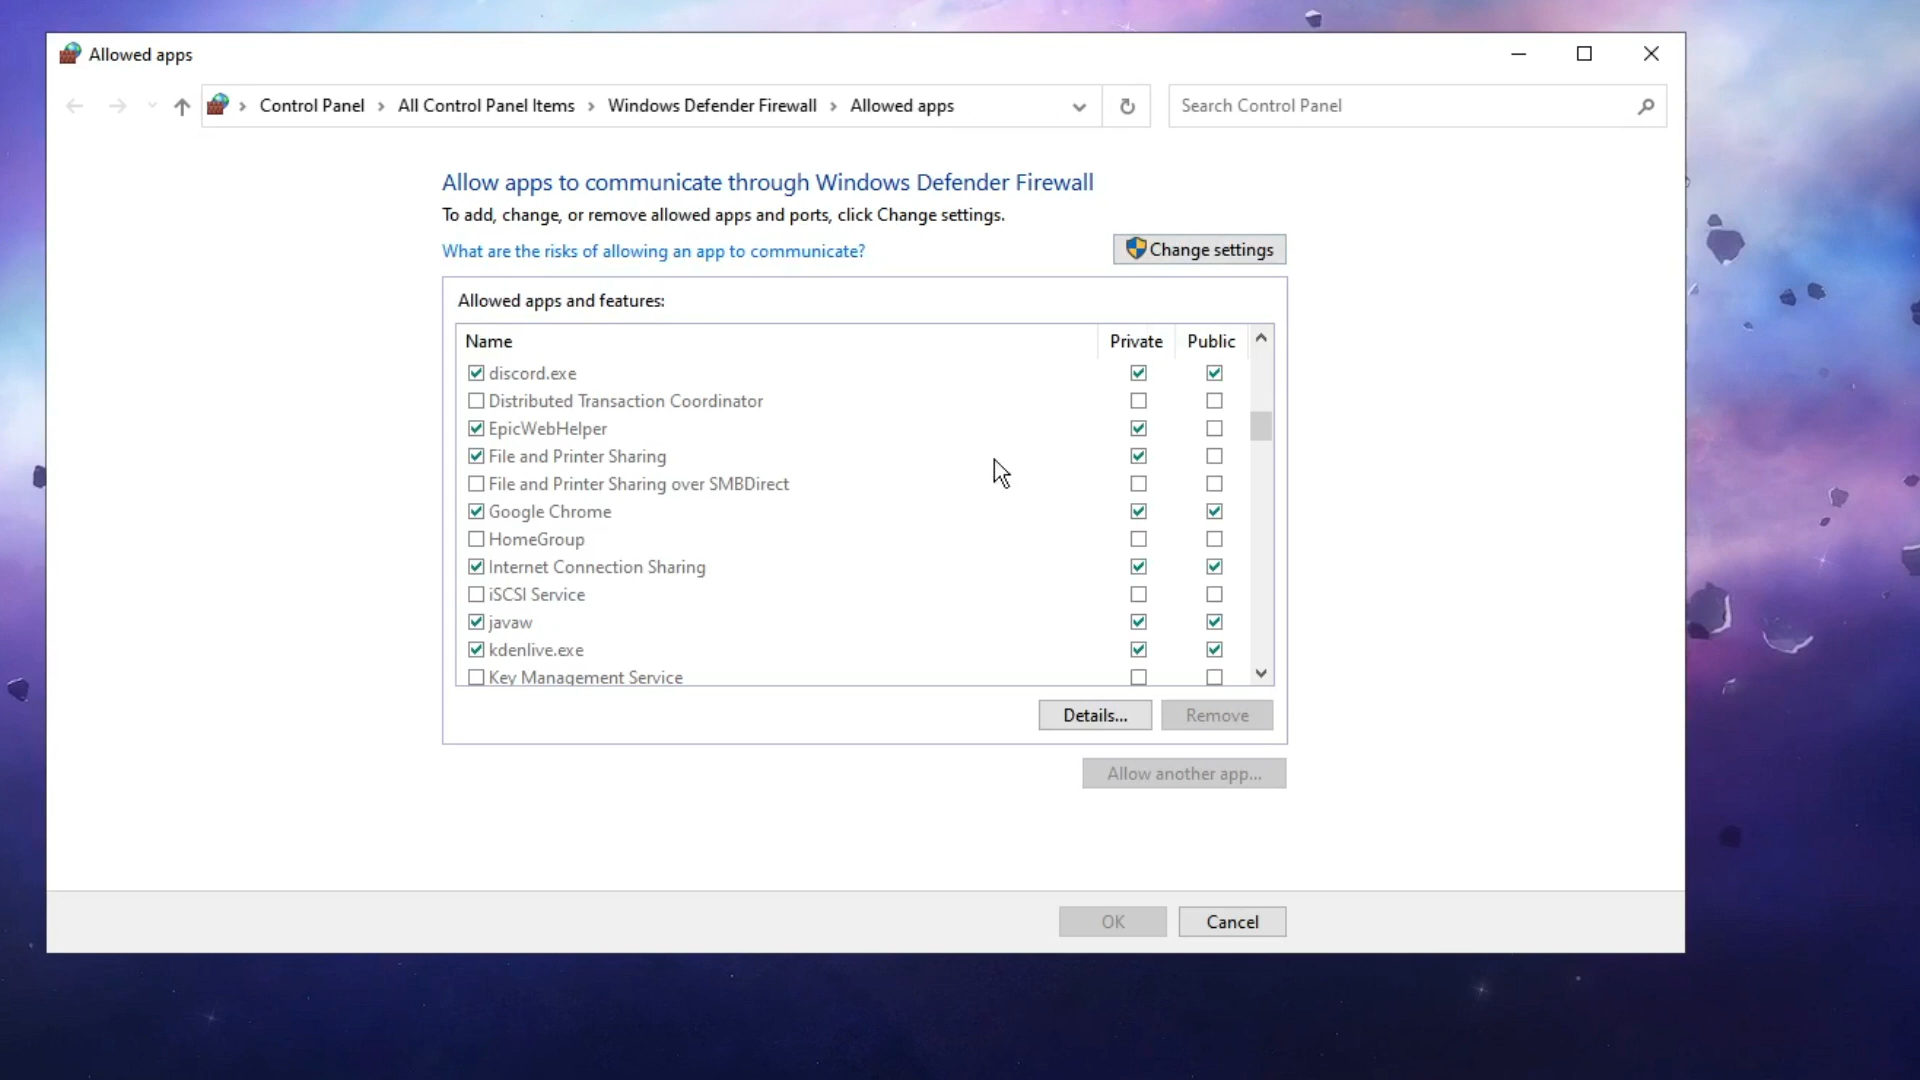 Allowed apps
Control Panel > All Control Panel Items > Windows Defender Firewall > Allowed apps
Search Control Panel
Allow apps to communicate through Windows Defender Firewall
To add, change, or remove allowed apps and ports, click Change settings.
What are the risks of allowing an app to communicate?
Change settings
Allowed apps and features:
Name Private Public
discord.exe
Distributed Transaction Coordinator
EpicWebHelper
File and Printer Sharing
File and Printer Sharing over SMBDirect
Google Chrome
HomeGroup
Internet Connection Sharing
iSCSI Service
javaw
kdenlive.exe
Key Management Service
Details...
Remove
Allow another app...
OK
Cancel